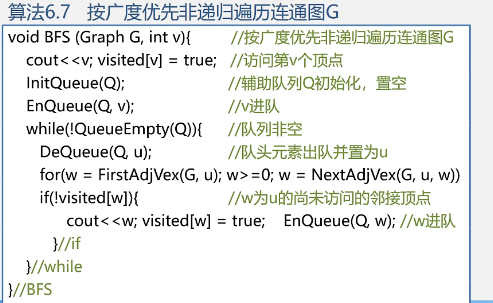 算法6.7 按广度优先非递归遍历连通图G
void BFS (Graph G, int v){ //按广度优先非递归遍历连通图G
cout<<v; visited[v] = true; //访问第v个顶点
InitQueue(Q); //辅助队列Q初始化，置空
EnQueue(Q, v); //v进队
while(!QueueEmpty(Q)){ //队列非空
DeQueue(Q, u); //队头元素出队并置为u
for(w = FirstAdjVex(G, u); w>=0; w = NextAdjVex(G, u, w))
if(!visited[w]){ //w为u的尚未访问的邻接顶点
cout<<w; visited[w] = true; EnQueue(Q, w); //w进队
}//if
}//while
}//BFS